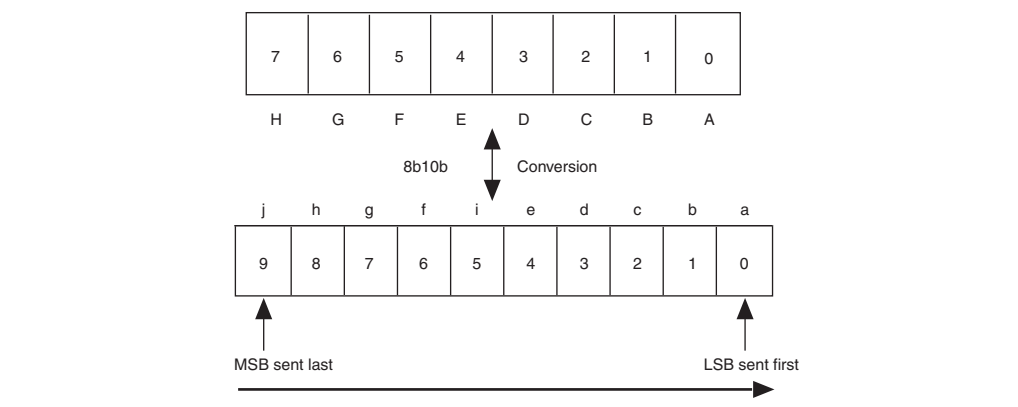 7 6 5 4 3 2 1 0
H G F E D C B A
8b10b Conversion
j h g f i e d c b a
9 8 7 6 5 4 3 2 1 0
MSB sent last LSB sent first